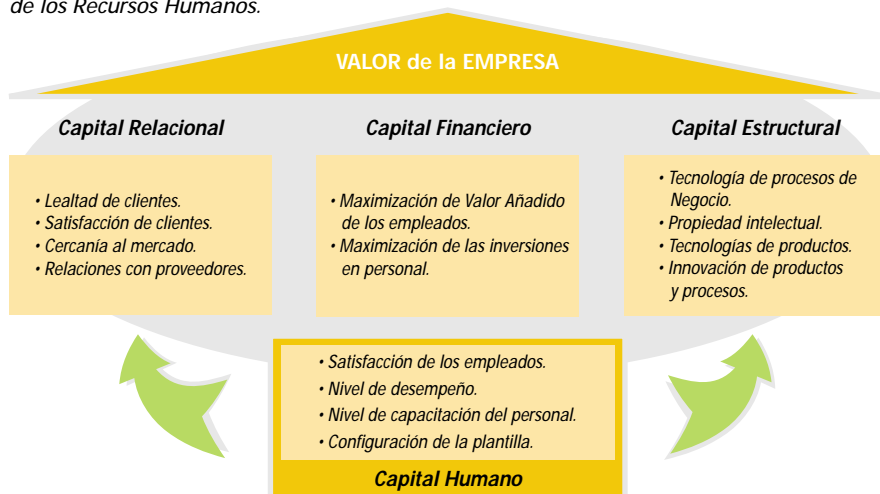 de los Recursos Humanos.
VALOR de la EMPRESA
Capital Relacional
• Lealtad de clientes.
• Satisfacción de clientes.
• Cercanía al mercado.
• Relaciones con proveedores.
Capital Financiero
• Maximización de Valor Añadido
de los empleados.
• Maximización de las inversiones
en personal.
Capital Estructural
• Tecnología de procesos de
Negocio.
• Propiedad intelectual.
• Tecnologías de productos.
• Innovación de productos
y procesos.
• Satisfacción de los empleados.
• Nivel de desempeño.
• Nivel de capacitación del personal.
• Configuración de la plantilla.
Capital Humano